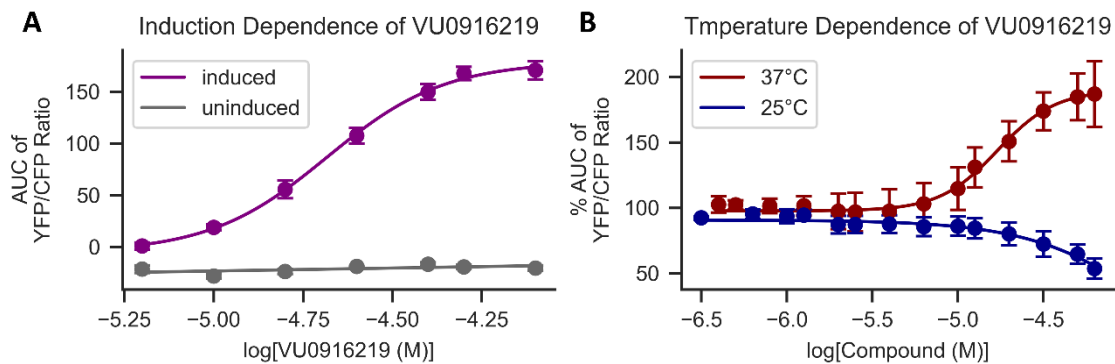 A
Induction Dependence of VU0916219
induced
uninduced
AUC of
YFP/CFP Ratio
150
100
50
0
−5.25 −5.00 −4.75 −4.50 −4.25
log[VU0916219 (M)]
B
Tmperature Dependence of VU0916219
37°C
25°C
% AUC of
YFP/CFP Ratio
200
150
100
50
−6.5 −6.0 −5.5 −5.0 −4.5
log[Compound (M)]